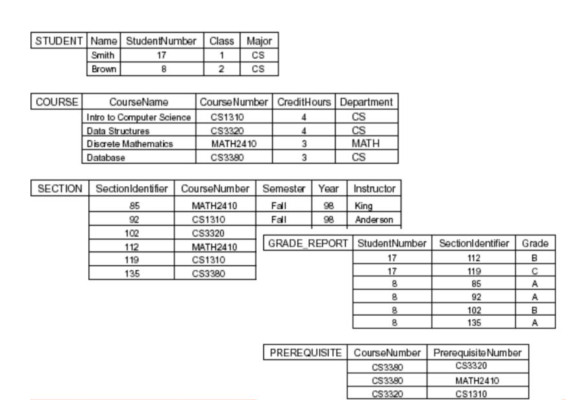 STUDENT Name StudentNumber Class Major
Smith 17 1 CS
Brown 8 2 CS
COURSE CourseName CourseNumber CreditHours Department
Intro to Computer Science CS1310 4 CS
Data Structures CS3320 4 CS
Discrete Mathematics MATH2410 3 MATH
Database CS3380 3 CS
SECTION SectionIdentifier CourseNumber Semester Year Instructor
85 MATH2410 Fall 98 King
92 CS1310 Fall 98 Anderson
102 CS3320
112 MATH2410
119 CS1310
135 CS3380
GRADE_REPORT StudentNumber SectionIdentifier Grade
17 112 B
17 119 C
8 85 A
8 92 A
8 102 B
8 135 A
PREREQUISITE CourseNumber PrerequisiteNumber
CS3380 CS3320
CS3380 MATH2410
CS3320 CS1310